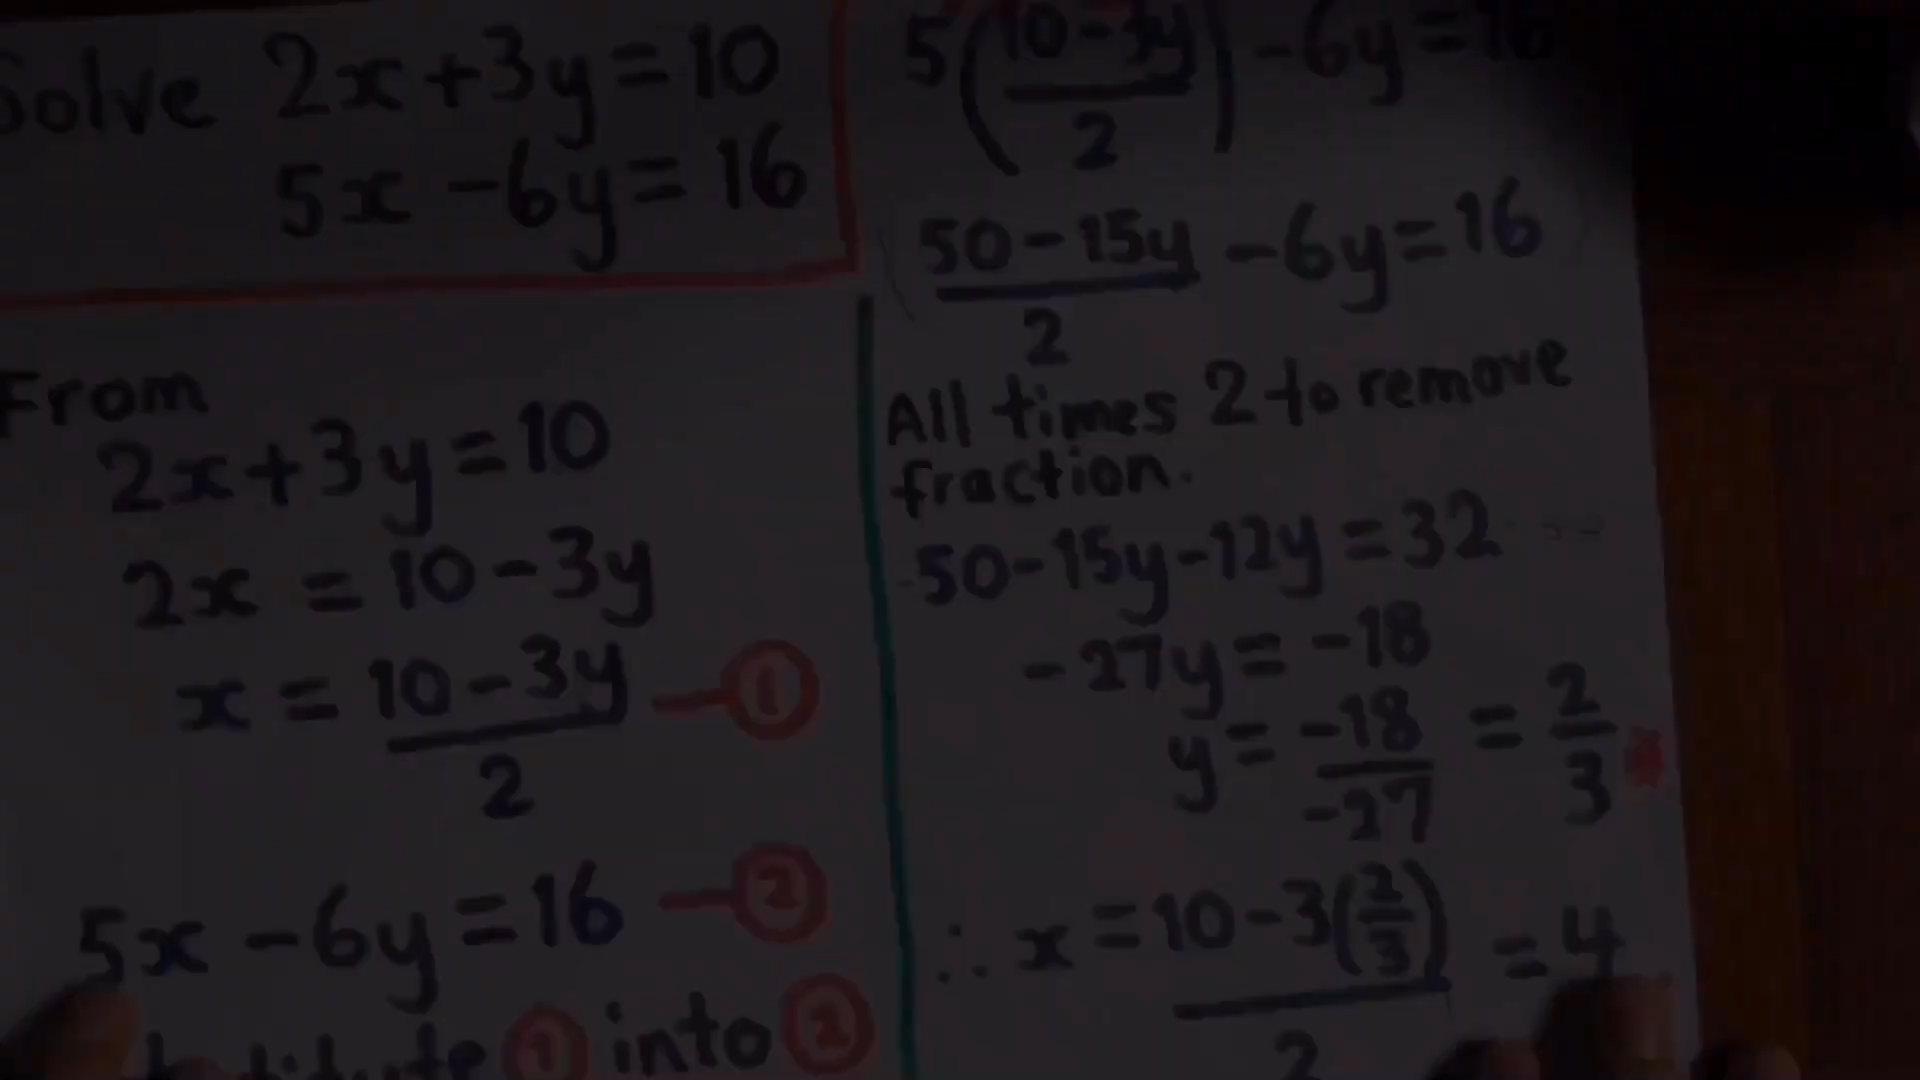 Solve 2x+3y=10
5x-6y=16
From
2x+3y=10
2x = 10-3y
x = 10-3y/2 —①
5x-6y=16 —②
into ②
5(10-3y/2)-6y=16
50-15y/2 -6y=16
All times 2 to remove
fraction.
50-15y-12y=32
-27y=-18
y=-18/-27 = 2/3
∴ x = 10-3(2/3)/2 = 4